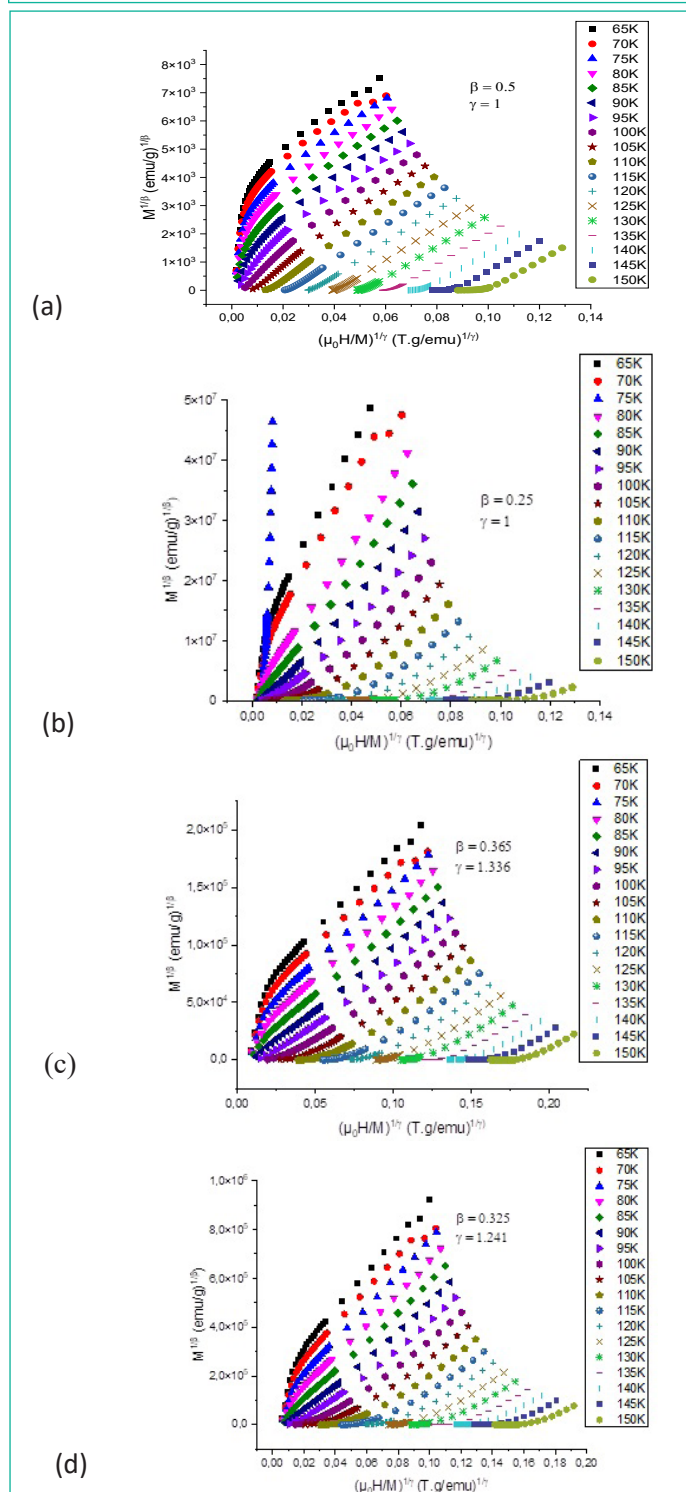 8×10³
7×10³
6×10³
5×10³
4×10³
3×10³
2×10³
1×10³
0
M^{1/β} (emu/g)^{1/β}
β = 0.5
γ = 1
65K
70K
75K
80K
85K
90K
95K
100K
105K
110K
115K
120K
125K
130K
135K
140K
145K
150K
0,00 0,02 0,04 0,06 0,08 0,10 0,12 0,14
(μ₀H/M)^{1/γ} (T.g/emu)^{1/γ}
(a)
5×10⁷
4×10⁷
3×10⁷
2×10⁷
1×10⁷
0
M^{1/β} (emu/g)^{1/β})
β = 0.25
γ = 1
65K
70K
75K
80K
85K
90K
95K
100K
105K
110K
115K
120K
125K
130K
135K
140K
145K
150K
0,00 0,02 0,04 0,06 0,08 0,10 0,12 0,14
(μ₀H/M)^{1/γ} (T.g/emu)^{1/γ})
(b)
2,0×10⁵
1,5×10⁵
1,0×10⁵
5,0×10⁴
0,0
M^{1/β} (emu/g)^{1/β}
β = 0.365
γ = 1.336
65K
70K
75K
80K
85K
90K
95K
100K
105K
110K
115K
120K
125K
130K
135K
140K
145K
150K
0,00 0,05 0,10 0,15 0,20
(μ₀H/M)^{1/γ} (T.g/emu)^{1/γ})
(c)
1,0×10⁶
8,0×10⁵
6,0×10⁵
4,0×10⁵
2,0×10⁵
0,0
M^{1/β} (emu/g)^{1/β})
β = 0.325
γ = 1.241
65K
70K
75K
80K
85K
90K
95K
100K
105K
110K
115K
120K
125K
130K
135K
140K
145K
150K
0,00 0,02 0,04 0,06 0,08 0,10 0,12 0,14 0,16 0,18 0,20
(μ₀H/M)^{1/γ} (T.g/emu)^{1/γ}
(d)